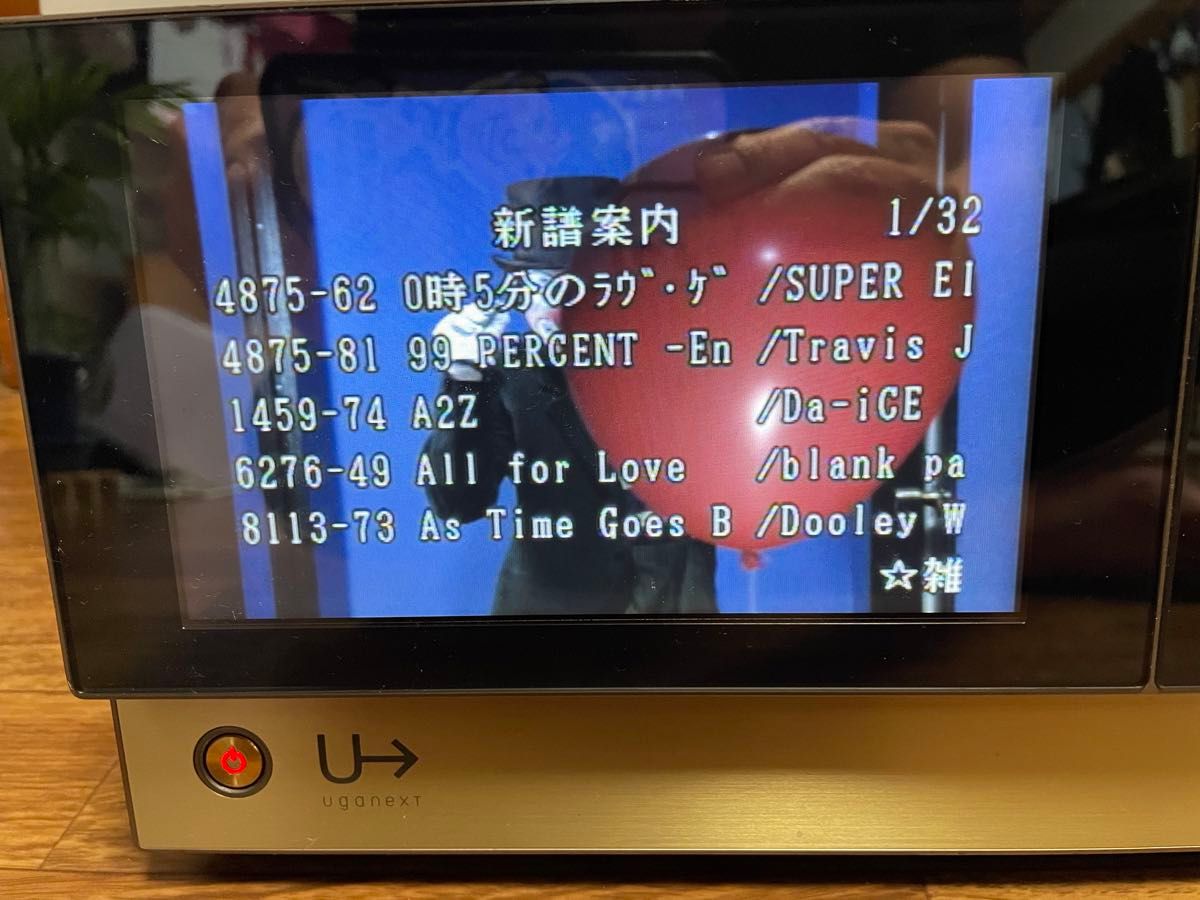 新譜案内 1/32
4875-62 0時5分のﾗｳﾞ・ｹﾞ /SUPER EI
4875-81 99 PERCENT -En /Travis J
1459-74 A2Z /Da-iCE
6276-49 All for Love /blank pa
8113-73 As Time Goes B /Dooley W
☆雑
U
uganext